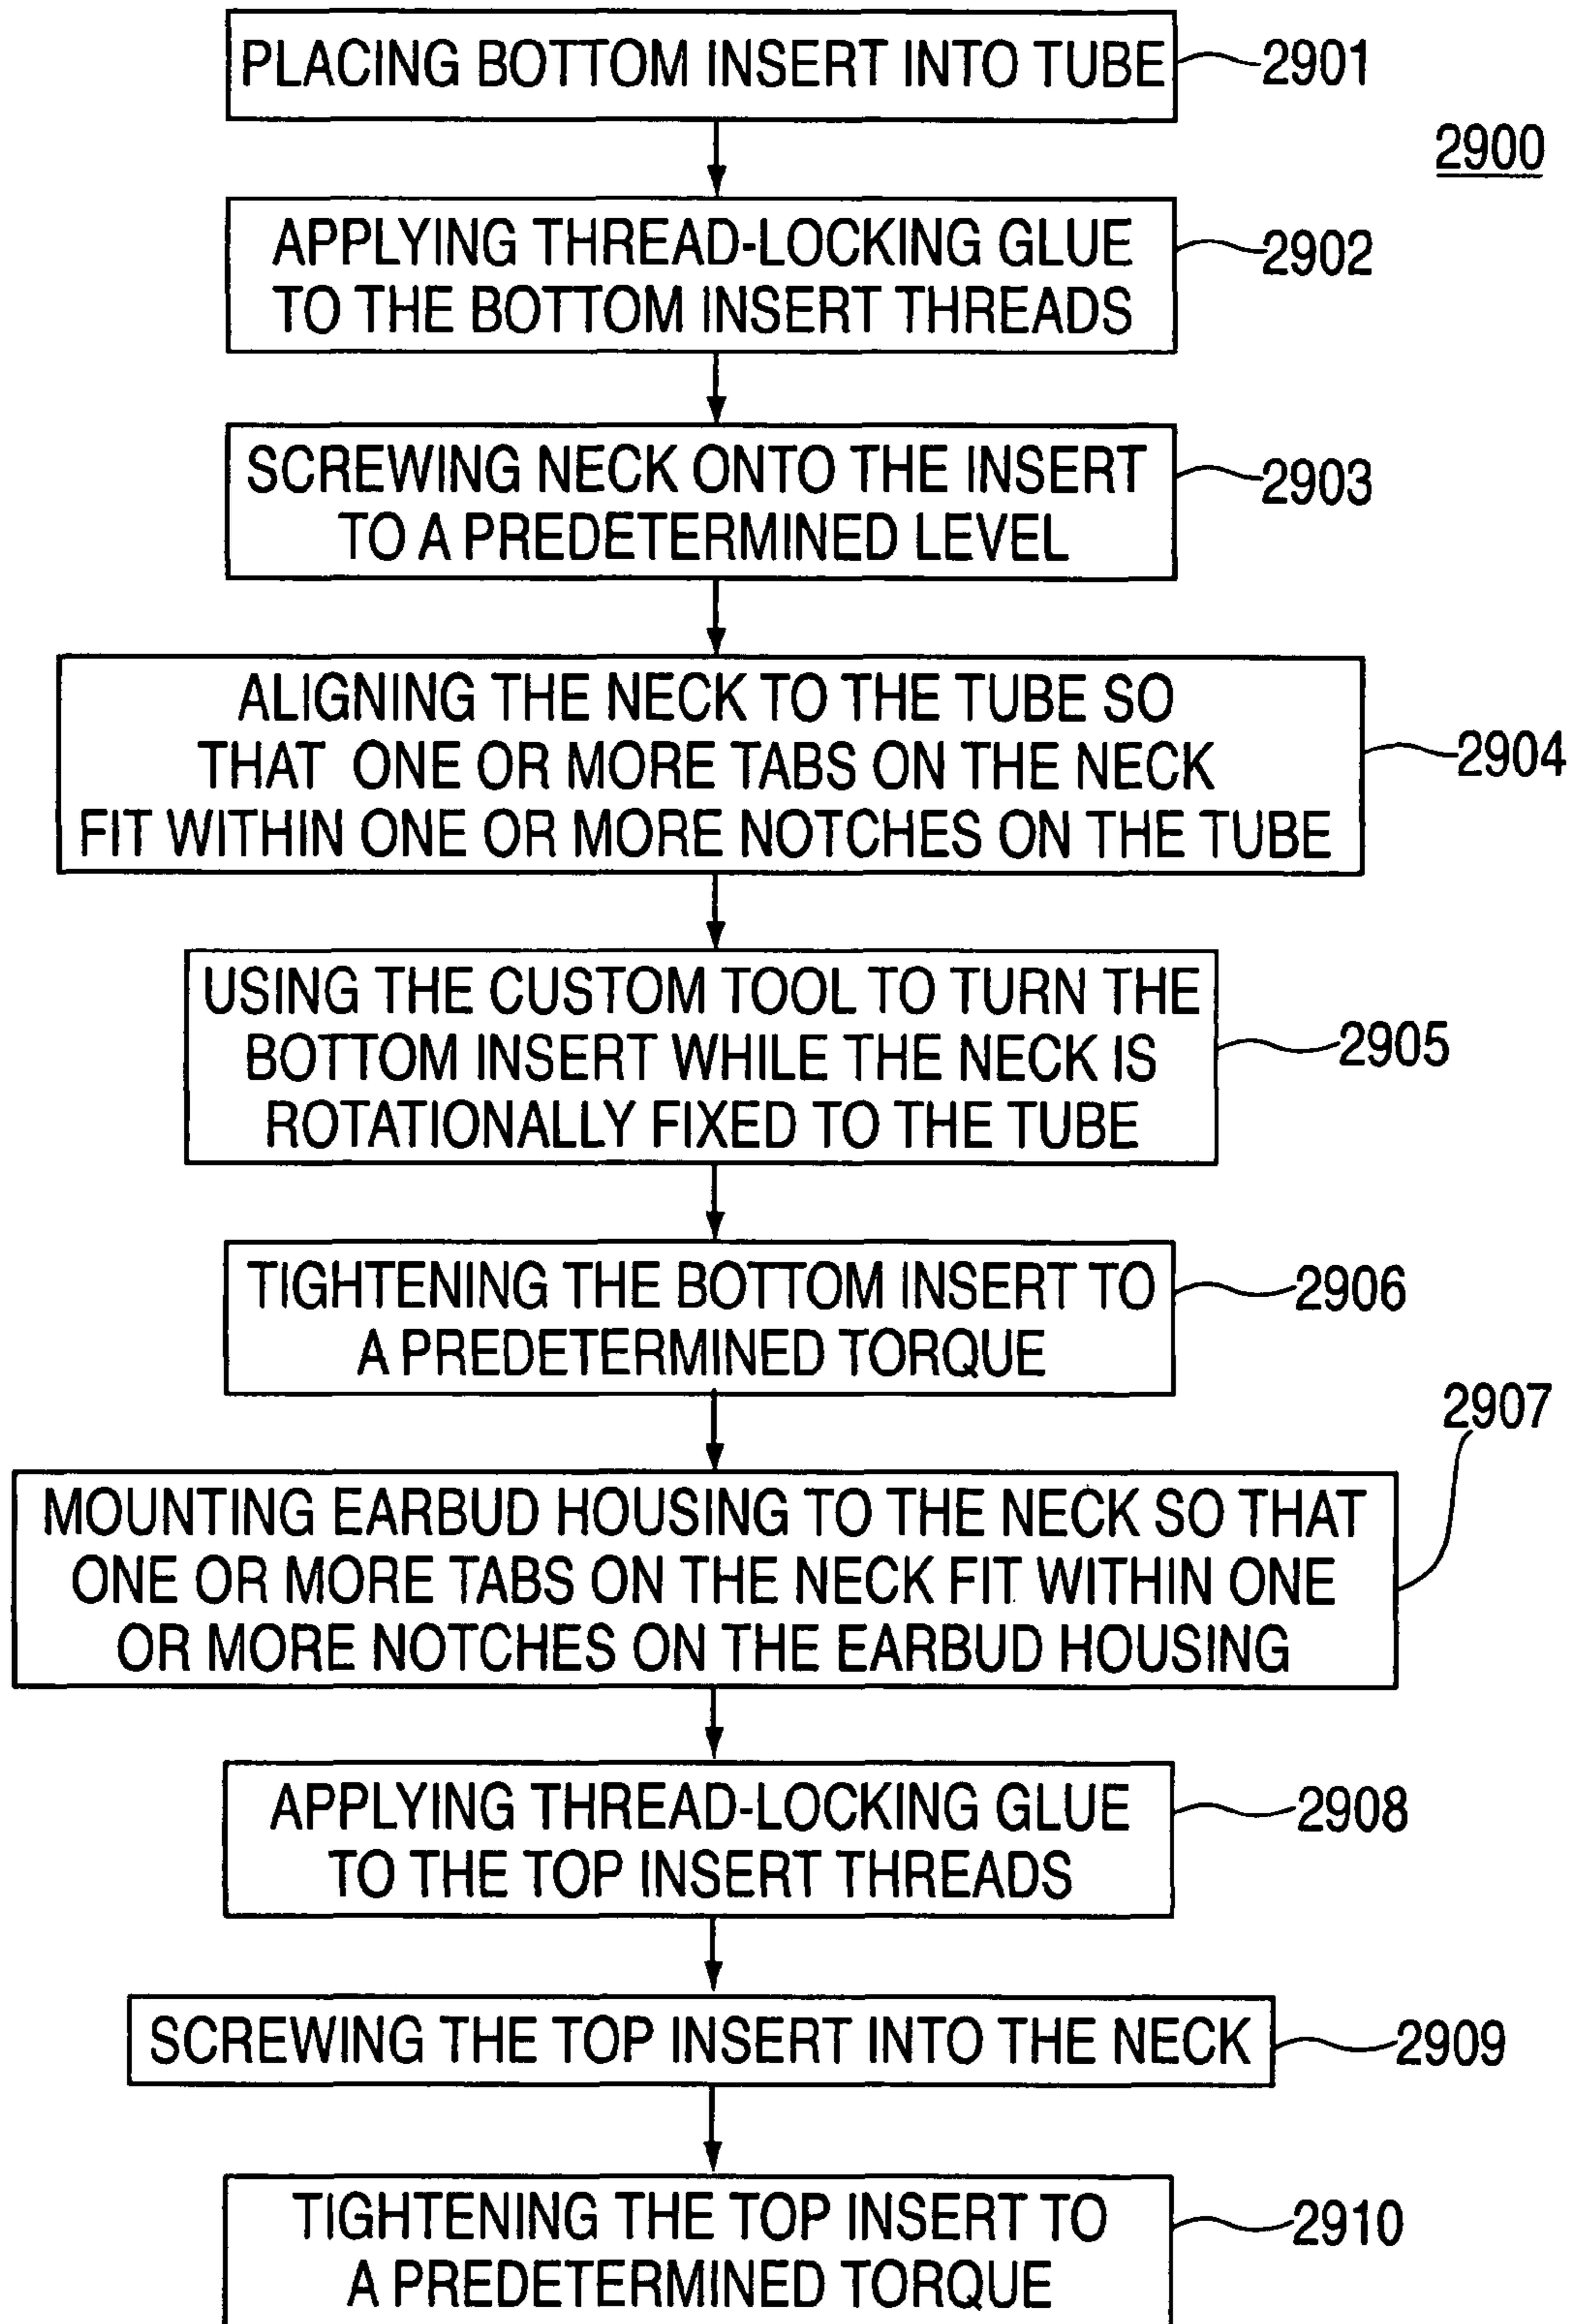 PLACING BOTTOM INSERT INTO TUBE
2901
2900
APPLYING THREAD-LOCKING GLUE
TO THE BOTTOM INSERT THREADS
2902
SCREWING NECK ONTO THE INSERT
TO A PREDETERMINED LEVEL
2903
ALIGNING THE NECK TO THE TUBE SO
THAT ONE OR MORE TABS ON THE NECK
FIT WITHIN ONE OR MORE NOTCHES ON THE TUBE
2904
USING THE CUSTOM TOOL TO TURN THE
BOTTOM INSERT WHILE THE NECK IS
ROTATIONALLY FIXED TO THE TUBE
2905
TIGHTENING THE BOTTOM INSERT TO
A PREDETERMINED TORQUE
2906
MOUNTING EARBUD HOUSING TO THE NECK SO THAT
ONE OR MORE TABS ON THE NECK FIT WITHIN ONE
OR MORE NOTCHES ON THE EARBUD HOUSING
2907
APPLYING THREAD-LOCKING GLUE
TO THE TOP INSERT THREADS
2908
SCREWING THE TOP INSERT INTO THE NECK
2909
TIGHTENING THE TOP INSERT TO
A PREDETERMINED TORQUE
2910